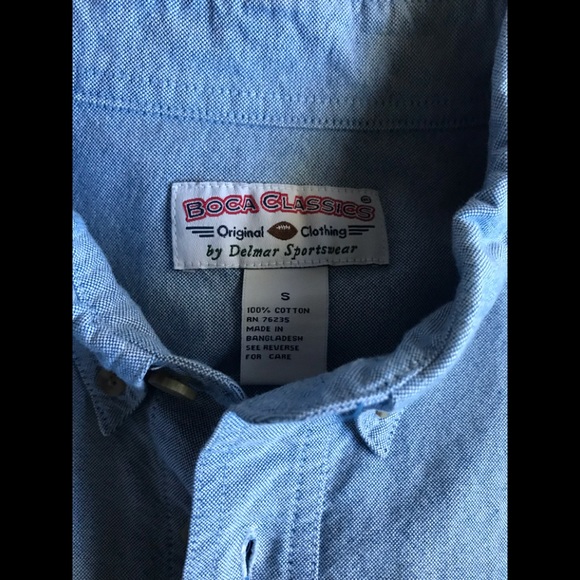 BOCA CLASSICS®
Original Clothing
by Delmar Sportswear
S
100% COTTON
RN 76235
MADE IN
BANGLADESH
SEE REVERSE
FOR CARE